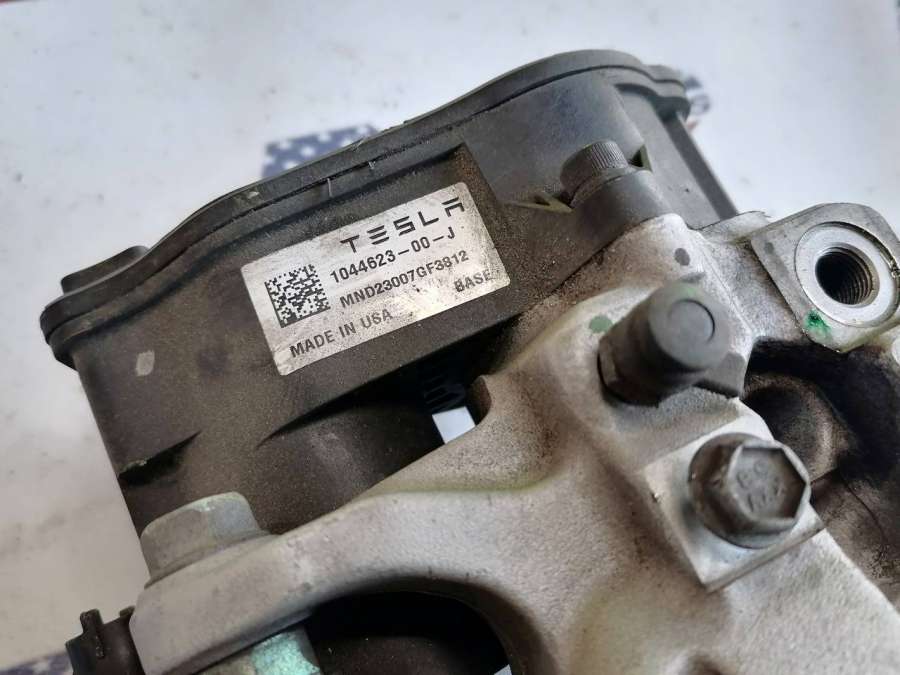 TESLA
1044623-00-J
MND23007GF3812
BASE
MADE IN USA